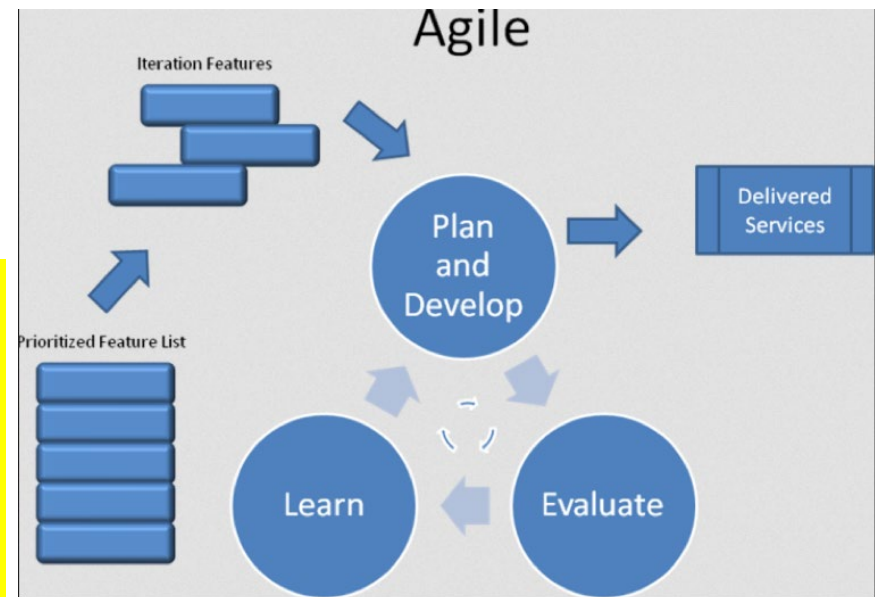 Agile
Iteration Features
Plan
and
Develop
Delivered
Services
Prioritized Feature List
Learn
Evaluate